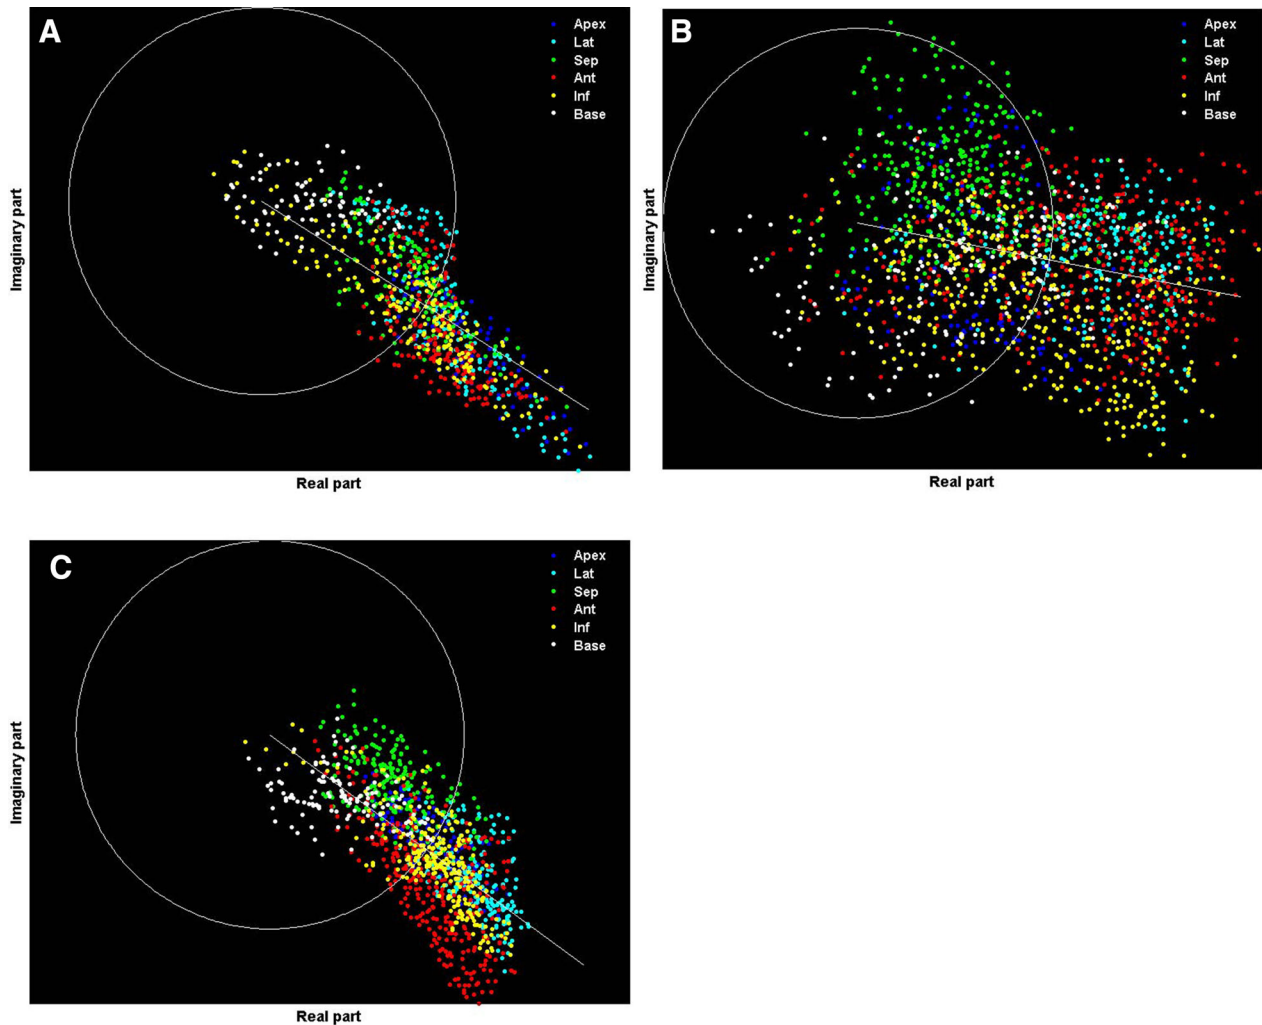 A
Apex
Lat
Sep
Ant
Inf
Base
Imaginary part
Real part
B
Apex
Lat
Sep
Ant
Inf
Base
Imaginary part
Real part
C
Apex
Lat
Sep
Ant
Inf
Base
Imaginary part
Real part